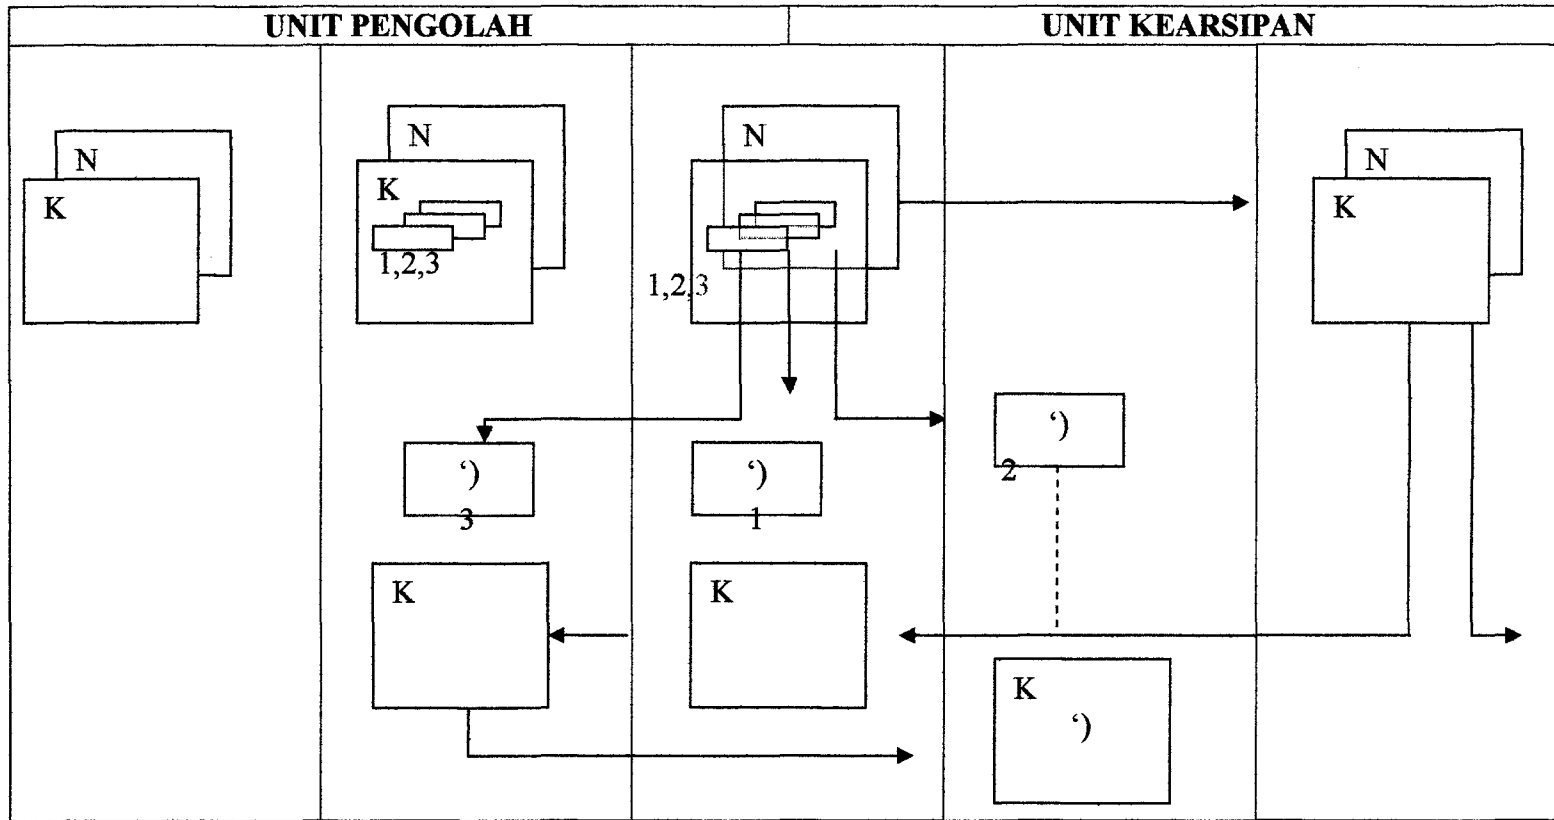 UNIT PENGOLAH
UNIT KEARSIPAN
N
K
N
K
1,2,3
N
1,2,3
N
K
‘)
3
‘)
1
‘)
2
K
K
K
‘)